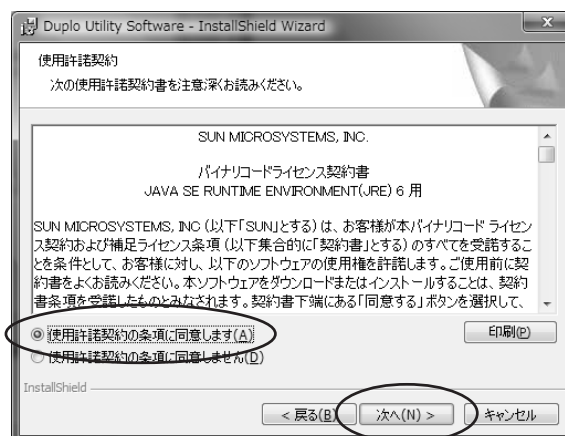 Duplo Utility Software - InstallShield Wizard
使用許諾契約
次の使用許諾契約書を注意深くお読みください。
SUN MICROSYSTEMS, INC.
バイナリコードライセンス契約書
JAVA SE RUNTIME ENVIRONMENT(JRE) 6 用
SUN MICROSYSTEMS, INC (以下「SUN」とする) は、お客様が本バイナリコード ライセン
ス契約および補足ライセンス条項 (以下集合的に「契約書」とする) のすべてを受諾するこ
とを条件として、お客様に対し、以下のソフトウェアの使用権を許諾します。ご使用前に契
約書をよくお読みください。本ソフトウェアをダウンロードまたはインストールすることは、契約
書条項を受諾したものとみなされます。契約書下端にある「同意する」ボタンを選択して、
使用許諾契約の条項に同意します(A)
印刷(P)
使用許諾契約の条項に同意しません(D)
InstallShield
< 戻る(B)
次へ(N) >
キャンセル